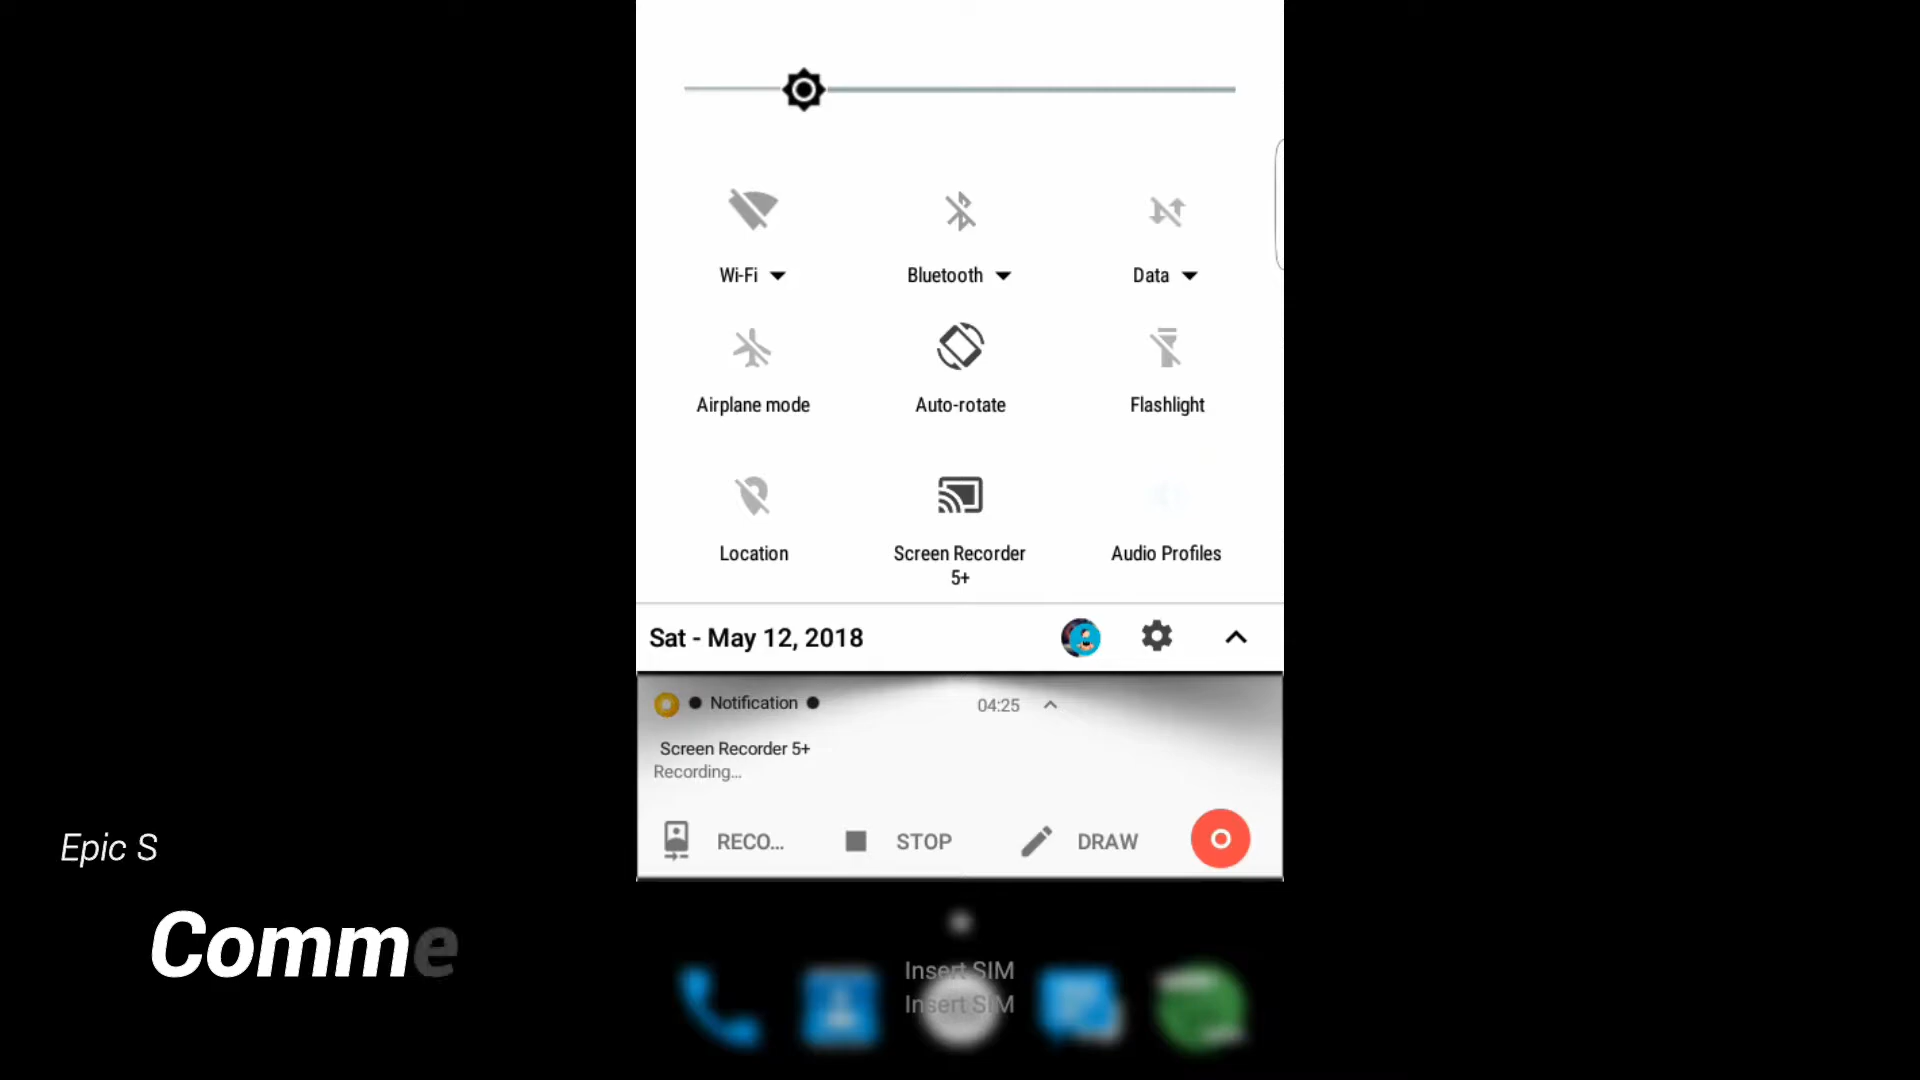 Wi-Fi
Bluetooth
Data
Airplane mode
Auto-rotate
Flashlight
Location
Screen Recorder
5+
Audio Profiles
Sat - May 12, 2018
● Notification ●
04:25
Screen Recorder 5+
Recording...
RECO...
STOP
DRAW
Epic S
Comme
Insert SIM
Insert SIM